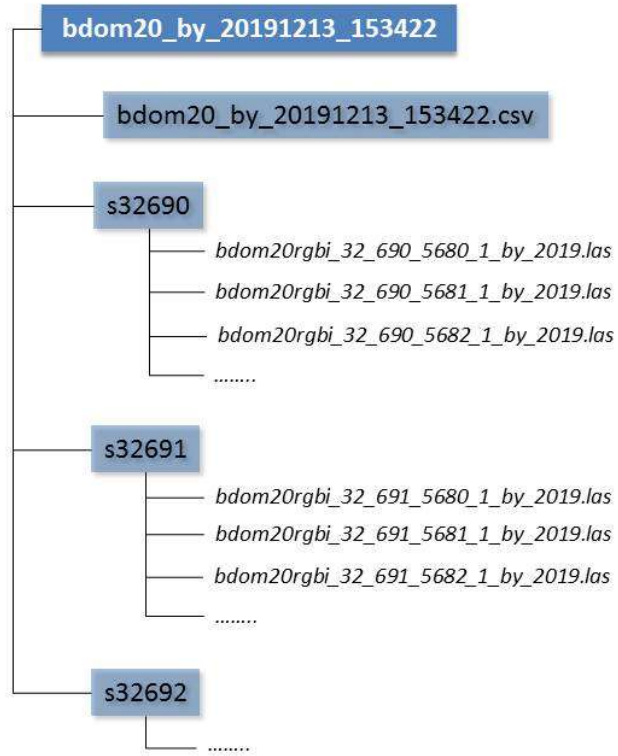 bdom20_by_20191213_153422
bdom20_by_20191213_153422.csv
s32690
bdom20rgbi_32_690_5680_1_by_2019.las
bdom20rgbi_32_690_5681_1_by_2019.las
bdom20rgbi_32_690_5682_1_by_2019.las
........
s32691
bdom20rgbi_32_691_5680_1_by_2019.las
bdom20rgbi_32_691_5681_1_by_2019.las
bdom20rgbi_32_691_5682_1_by_2019.las
........
s32692
........